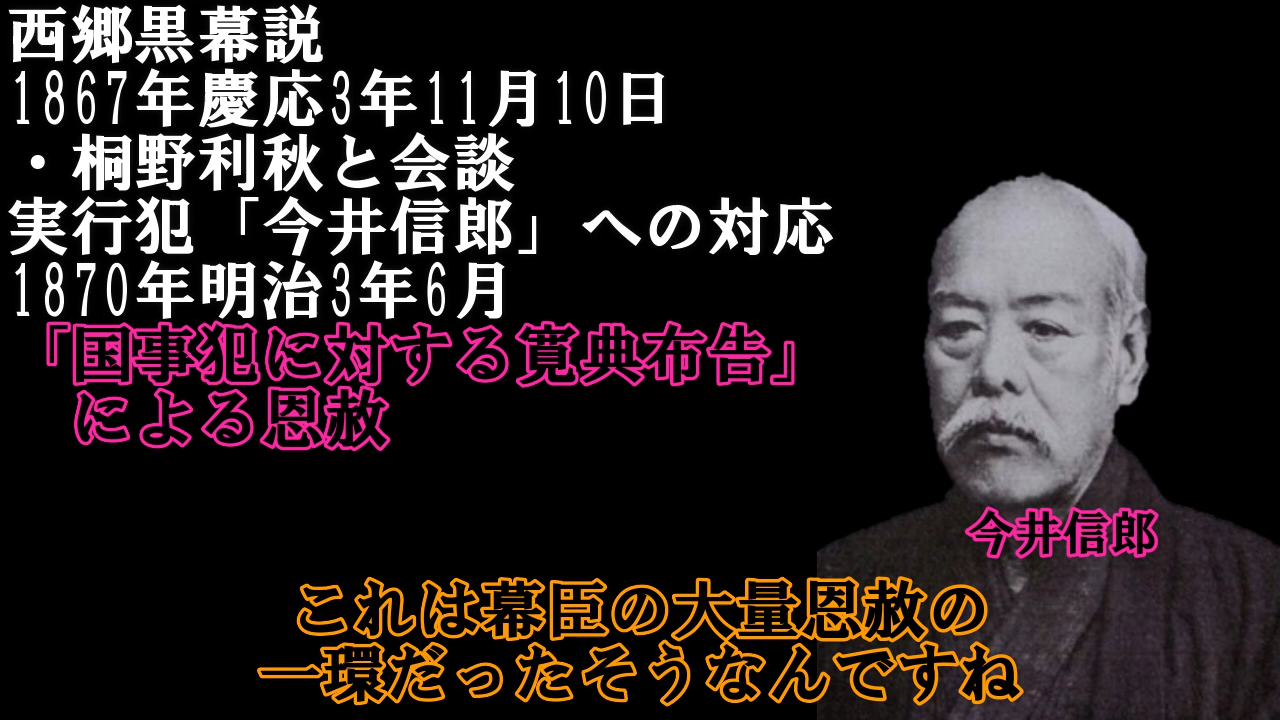 西郷黒幕説
1867年慶応3年11月10日
・桐野利秋と会談
実行犯「今井信郎」への対応
1870年明治3年6月
「国事犯に対する寛典布告」
による恩赦
今井信郎
これは幕臣の大量恩赦の
一環だったそうなんですね